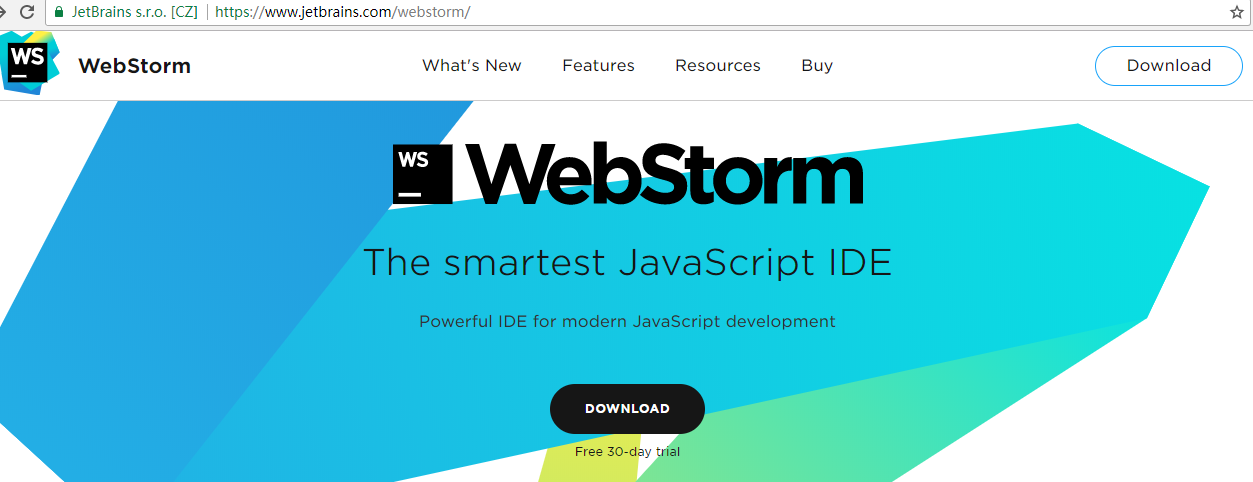 JetBrains s.r.o. [CZ] https://www.jetbrains.com/webstorm/
WS WebStorm What's New Features Resources Buy Download
WS WebStorm
The smartest JavaScript IDE
Powerful IDE for modern JavaScript development
DOWNLOAD
Free 30-day trial